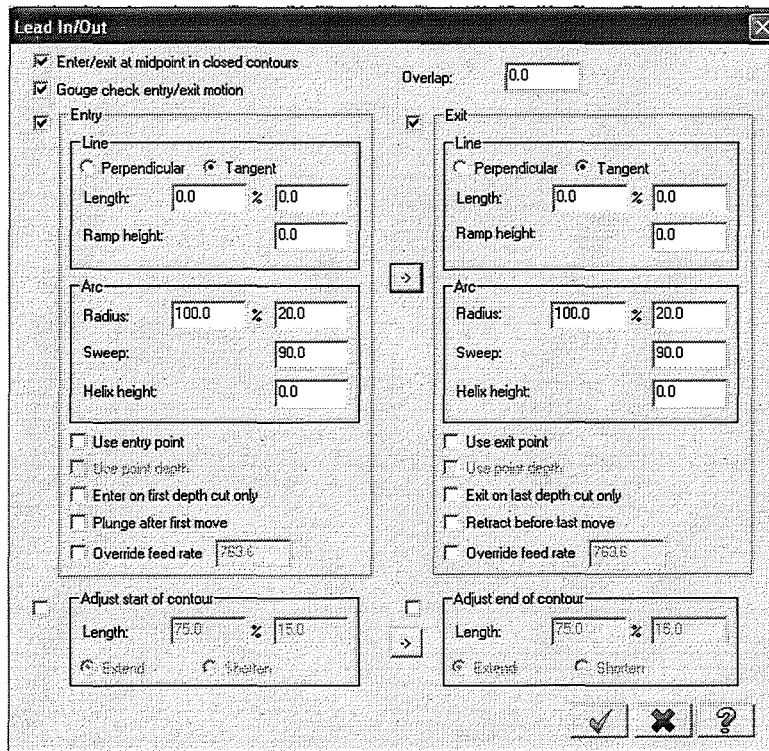 Lead In/Out
Enter/exit at midpoint in closed contours
Gouge check entry/exit motion
Overlap: 0.0
Entry
Line
Perpendicular Tangent
Length: 0.0 % 0.0
Ramp height: 0.0
Arc
Radius: 100.0 % 20.0
Sweep: 90.0
Helix height: 0.0
Use entry point
Use point depth
Enter on first depth cut only
Plunge after first move
Override feed rate 763.6
Adjust start of contour
Length: 75.0 % 15.0
Extend Shorten
->
->
Exit
Line
Perpendicular Tangent
Length: 0.0 % 0.0
Ramp height: 0.0
Arc
Radius: 100.0 % 20.0
Sweep: 90.0
Helix height: 0.0
Use exit point
Use point depth
Exit on last depth cut only
Retract before last move
Override feed rate 763.6
Adjust end of contour
Length: 75.0 % 15.0
Extend Shorten
?